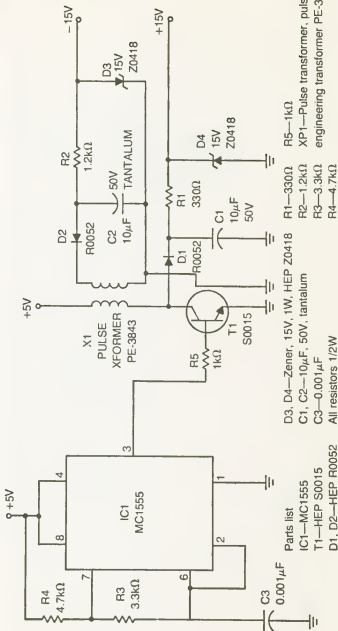 −15V
+5V
D2
R0052
R2
1.2kΩ
D3
15V
Z0418
C2
10μF
50V
TANTALUM
X1
PULSE
XFORMER
PE-3843
+15V
D.1
R0052
R1
330Ω
D4
15V
Z0418
C1
10μF
50V
T1
S0015
R5
1kΩ
+5V
R4
4.7kΩ
R3
3.3kΩ
8
4
7
IC1
MC1555
3
6
2
1
C3
0.001μF
Parts list
IC1—MC1555
T1—HEP S0015
D1, D2—HEP R0052
D3, D4—Zener, 15V, 1W, HEP Z0418
C1, C2—10μF, 50V, tantalum
C3—0.001μF
All resistors 1/2W
R1—330Ω
R2—1.2kΩ
R3—3.3kΩ
R4—4.7kΩ
R5—1kΩ
XP1—Pulse transformer,
engineering transformer